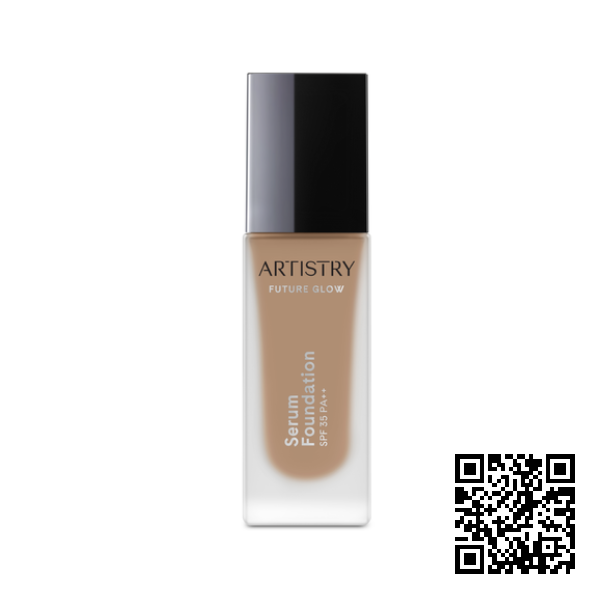 ARTISTRY
FUTURE GLOW
Serum
Foundation
SPF 35 PA++